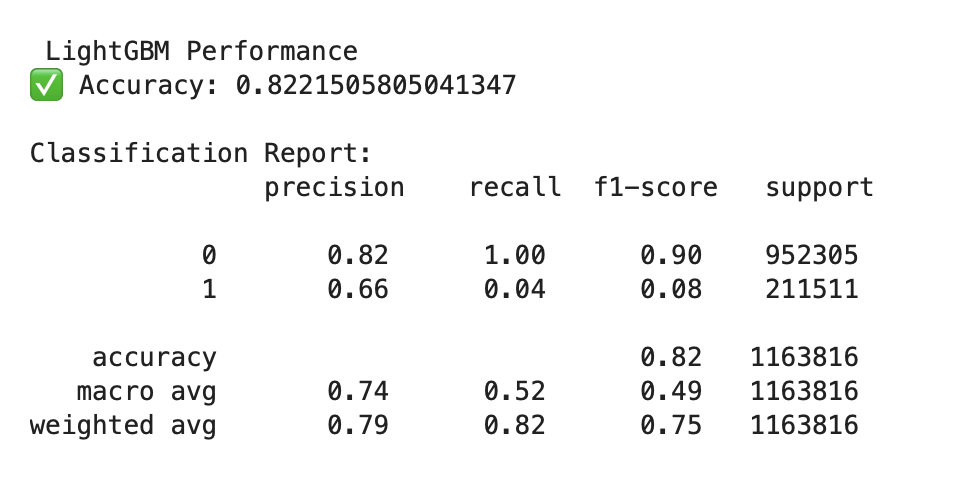 LightGBM Performance
✅ Accuracy: 0.8221505805041347
Classification Report:
precision recall f1-score support
0 0.82 1.00 0.90 952305
1 0.66 0.04 0.08 211511
accuracy 0.82 1163816
macro avg 0.74 0.52 0.49 1163816
weighted avg 0.79 0.82 0.75 1163816